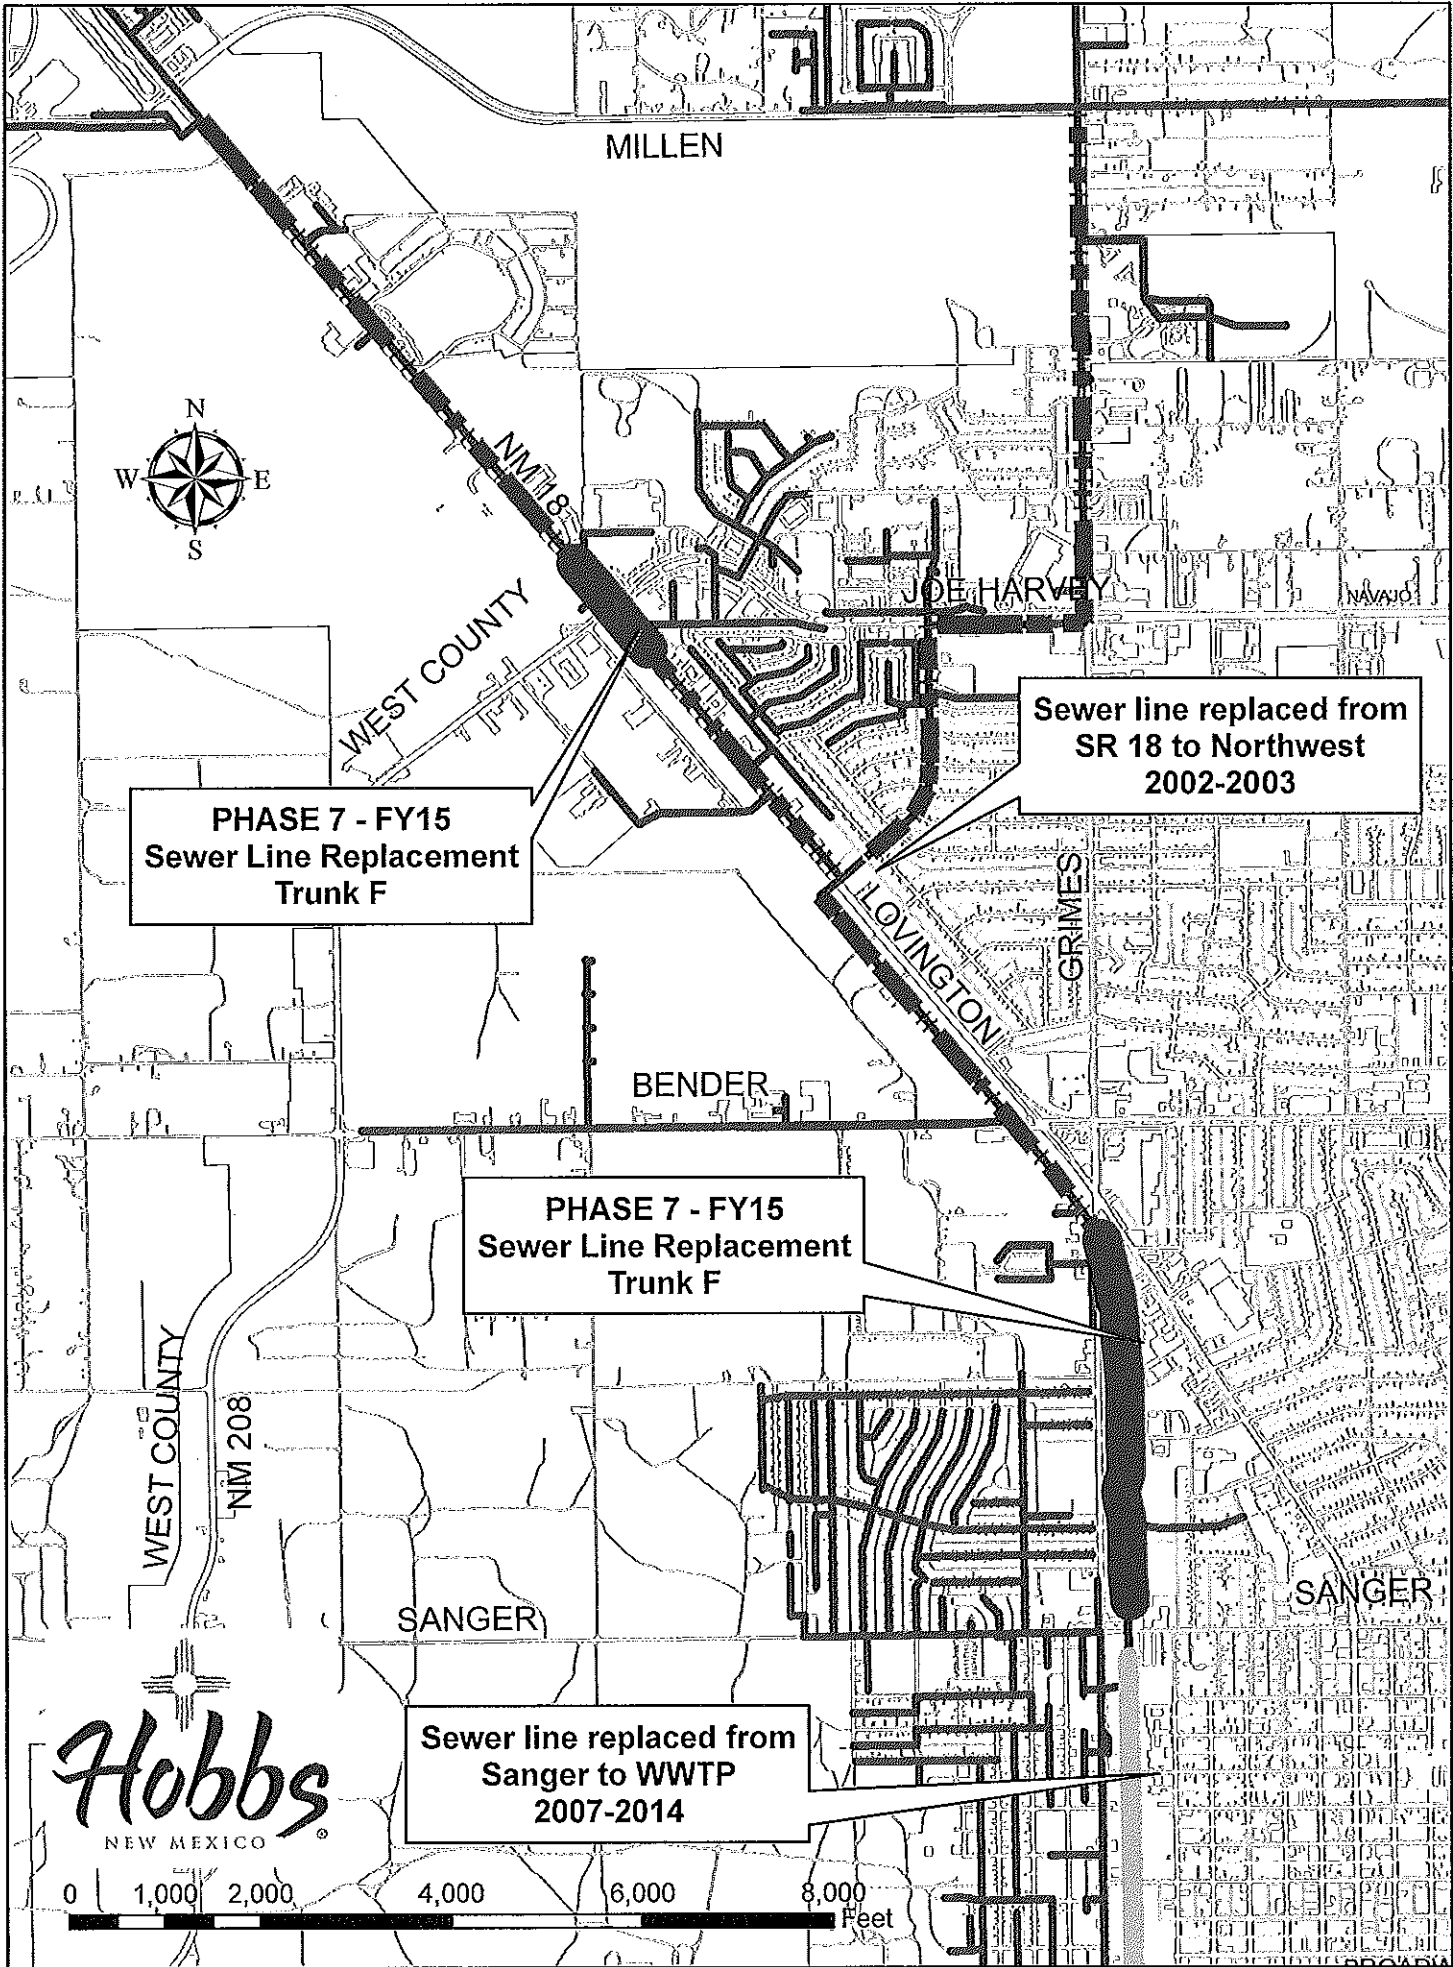 MILLEN
N
W E
S
NM 18
JOE HARVEY
NAVAJO
WEST COUNTY
Sewer line replaced from
SR 18 to Northwest
2002-2003
PHASE 7 - FY15
Sewer Line Replacement
Trunk F
LOVINGTON
GRIMES
BENDER
PHASE 7 - FY15
Sewer Line Replacement
Trunk F
WEST COUNTY
NM 208
SANGER
SANGER
Sewer line replaced from
Sanger to WWTP
2007-2014
Hobbs
NEW MEXICO ®
0 1,000 2,000 4,000 6,000 8,000
Feet